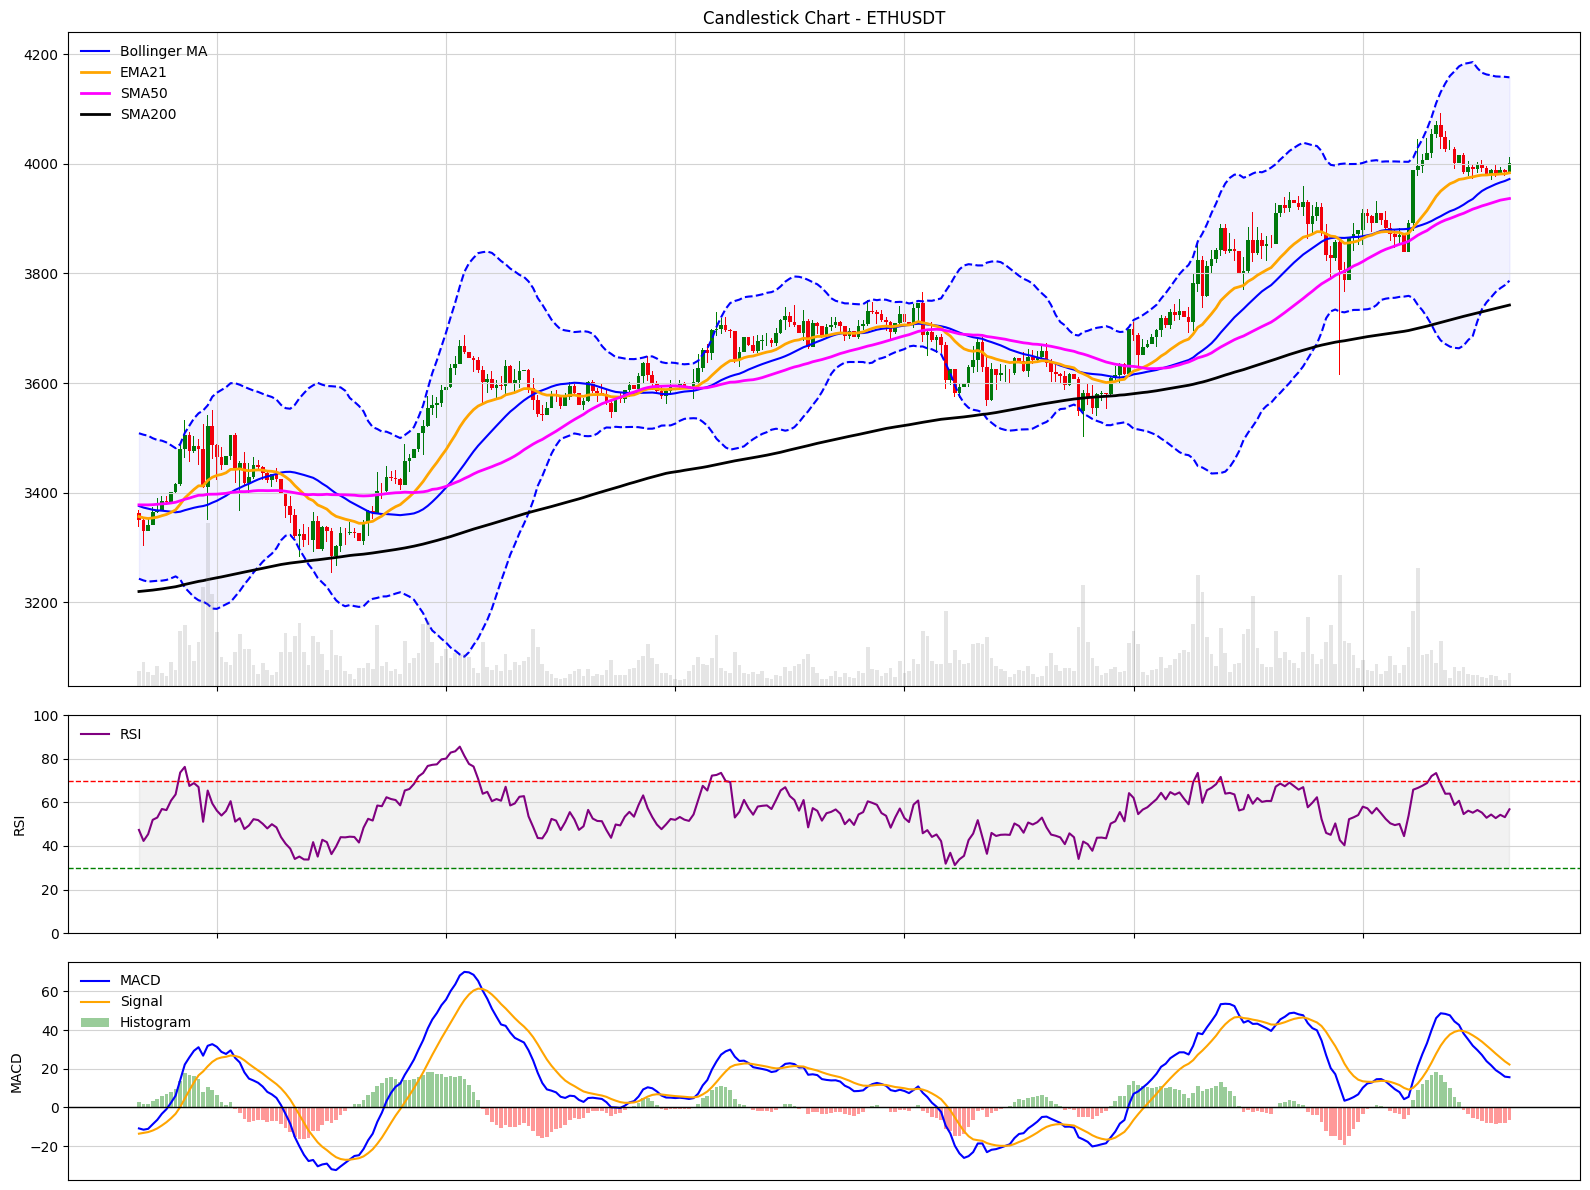 Candlestick Chart - ETHUSDT
Bollinger MA
EMA21
SMA50
SMA200
4200
4000
3800
3600
3400
3200
RSI
RSI
100
80
60
40
20
0
MACD
Signal
Histogram
MACD
60
40
20
0
−20